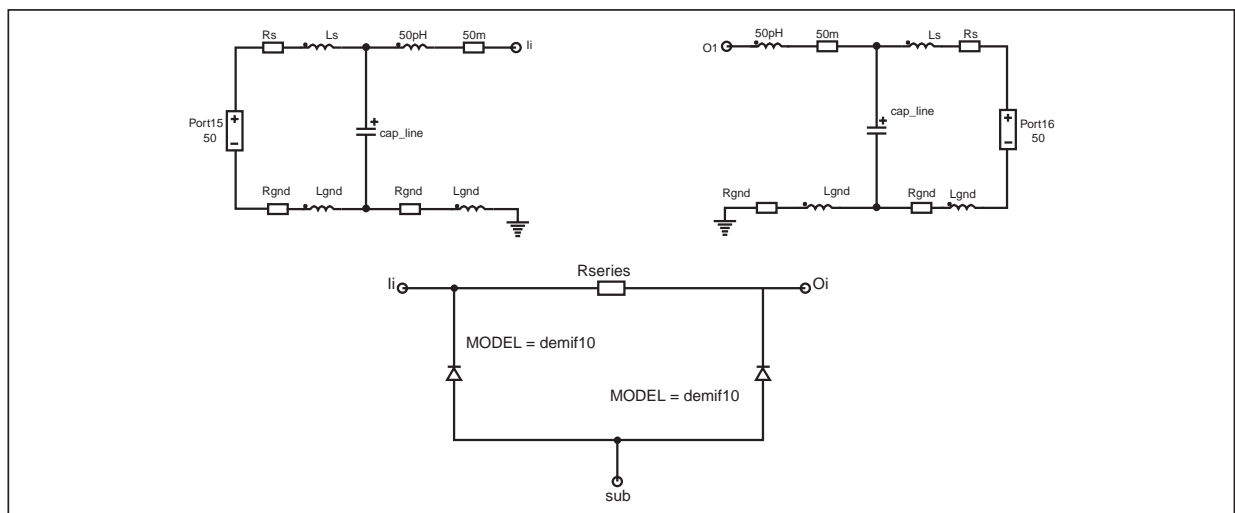 Rs
Ls
50pH
50m
Ii
Port15
50
+
−
+
cap_line
Rgnd
Lgnd
Rgnd
Lgnd
O1
50pH
50m
Ls
Rs
cap_line
+
+
−
Port16
50
Rgnd
Lgnd
Rgnd
Lgnd
Ii
Rseries
Oi
MODEL = demif10
MODEL = demif10
sub